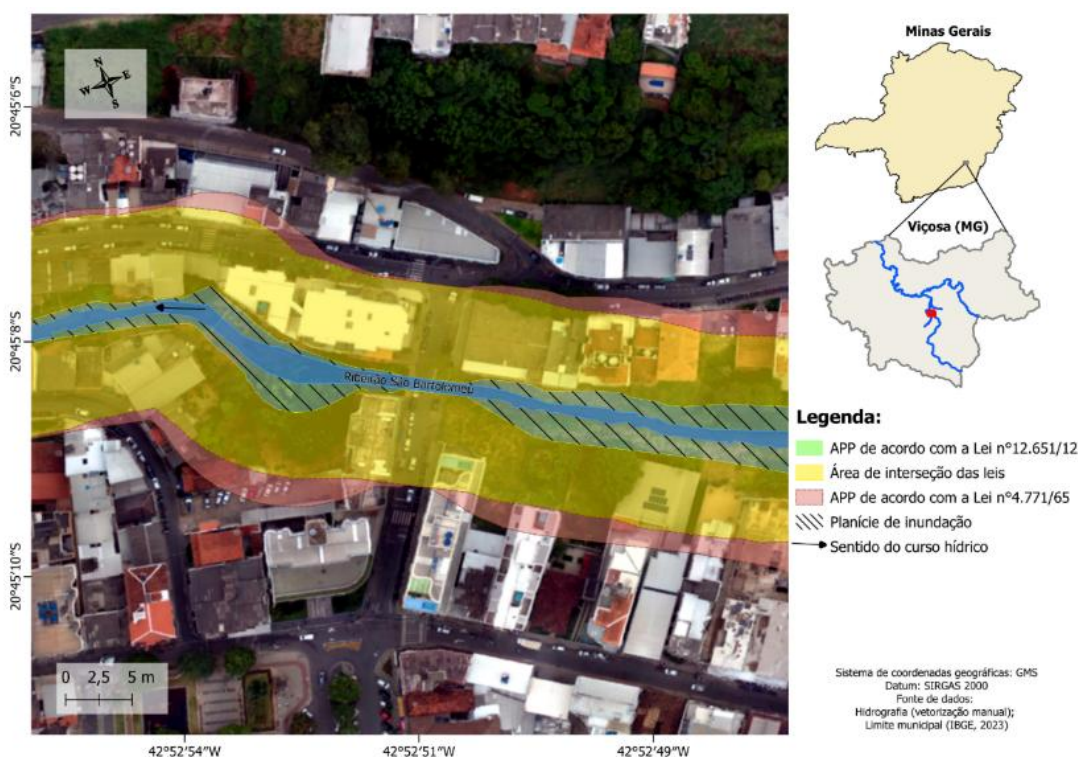 Minas Gerais
N
W E
S
20°45'6"S
Viçosa (MG)
20°45'8"S
Ribeirão São Bartolomeu
Legenda:
APP de acordo com a Lei n°12.651/12
Área de interseção das leis
APP de acordo com a Lei n°4.771/65
Planície de inundação
Sentido do curso hídrico
20°45'10"S
0 2,5 5 m
Sistema de coordenadas geográficas: GMS
Datum: SIRGAS 2000
Fonte de dados:
Hidrografia (vetorização manual);
Limite municipal (IBGE, 2023)
42°52'54"W 42°52'51"W 42°52'49"W